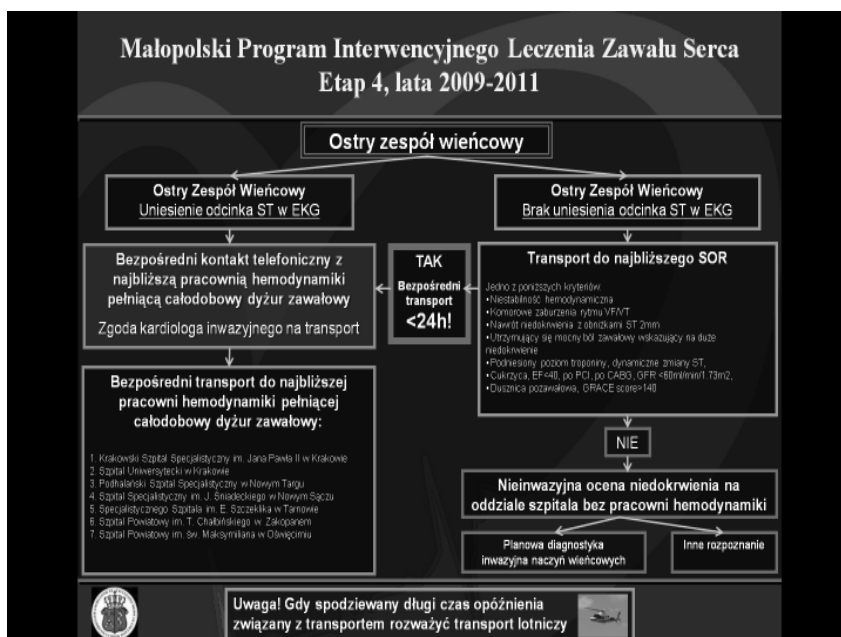 Małopolski Program Interwencyjnego Leczenia Zawału Serca
Etap 4, lata 2009-2011
Ostry zespół wieńcowy
Ostry Zespół Wieńcowy
Uniesienie odcinka ST w EKG
Ostry Zespół Wieńcowy
Brak uniesienia odcinka ST w EKG
Bezpośredni kontakt telefoniczny z
najbliższą pracownią hemodynamiki
pełniącą całodobowy dyżur zawałowy
Zgoda kardiologa inwazyjnego na transport
TAK
Bezpośredni
transport
<24h!
Transport do najbliższego SOR
Jedno z poniższych kryteriów:
•Niestabilność hemodynamiczna
•Komorowe zaburzenia rytmu VF/VT
•Nawrót niedokrwienia z obniżkami ST 2mm
•Utrzymujący się mocny ból zawałowy wskazujący na duże
niedokrwienie
•Podniesiony poziom troponiny, dynamiczne zmiany ST,
•Cukrzyca, EF<40, po PCI, po CABG, GFR <60ml/min/1.73m2,
•Dusznica pozawałowa, GRACE score>140
Bezpośredni transport do najbliższej
pracowni hemodynamiki pełniącej
całodobowy dyżur zawałowy:
1. Krakowski Szpital Specjalistyczny im. Jana Pawła II w Krakowie
2. Szpital Uniwersytecki w Krakowie
3. Podhalański Szpital Specjalistyczny w Nowym Targu
4. Szpital Specjalistyczny im. J. Śniadeckiego w Nowym Sączu
5. Specjalistycznego Szpitala im. E. Szczeklika w Tarnowie
6. Szpital Powiatowy im. T. Chałbińskiego w Zakopanem
7. Szpital Powiatowy im. św. Maksymiliana w Oświęcimiu
NIE
Nieinwazyjna ocena niedokrwienia na
oddziale szpitala bez pracowni hemodynamiki
Planowa diagnostyka
inwazyjna naczyń wieńcowych
Inne rozpoznanie
Uwaga! Gdy spodziewany długi czas opóźnienia
związany z transportem rozważyć transport lotniczy